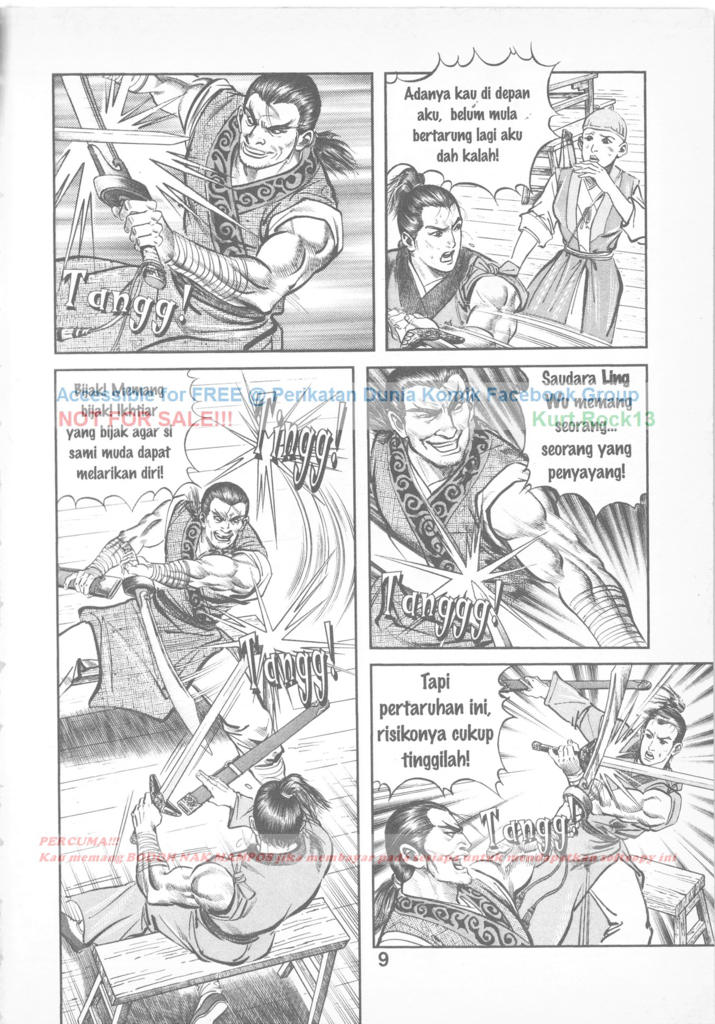 Tangg!
Adanya kau di depan
aku, belum mula
bertarung lagi aku
dah kalah!
Accessible for FREE @ Perikatan Dunia Komik Facebook Group
NOT FOR SALE!!!
Kurt Rock13
Bijak! Memang
bijak! Ikhtiar
yang bijak agar si
sami muda dapat
melarikan diri!
Tingg!
Tangg!
Saudara Ling
Wu memang
seorang...
seorang yang
penyayang!
Tanggg!
Tapi
pertaruhan ini,
risikonya cukup
tinggilah!
Tangg!
PERCUMA!!!
Kau memang BODOH NAK MAMPOS jika membayar pada sesiapa untuk mendapatkan softcopy ini
9